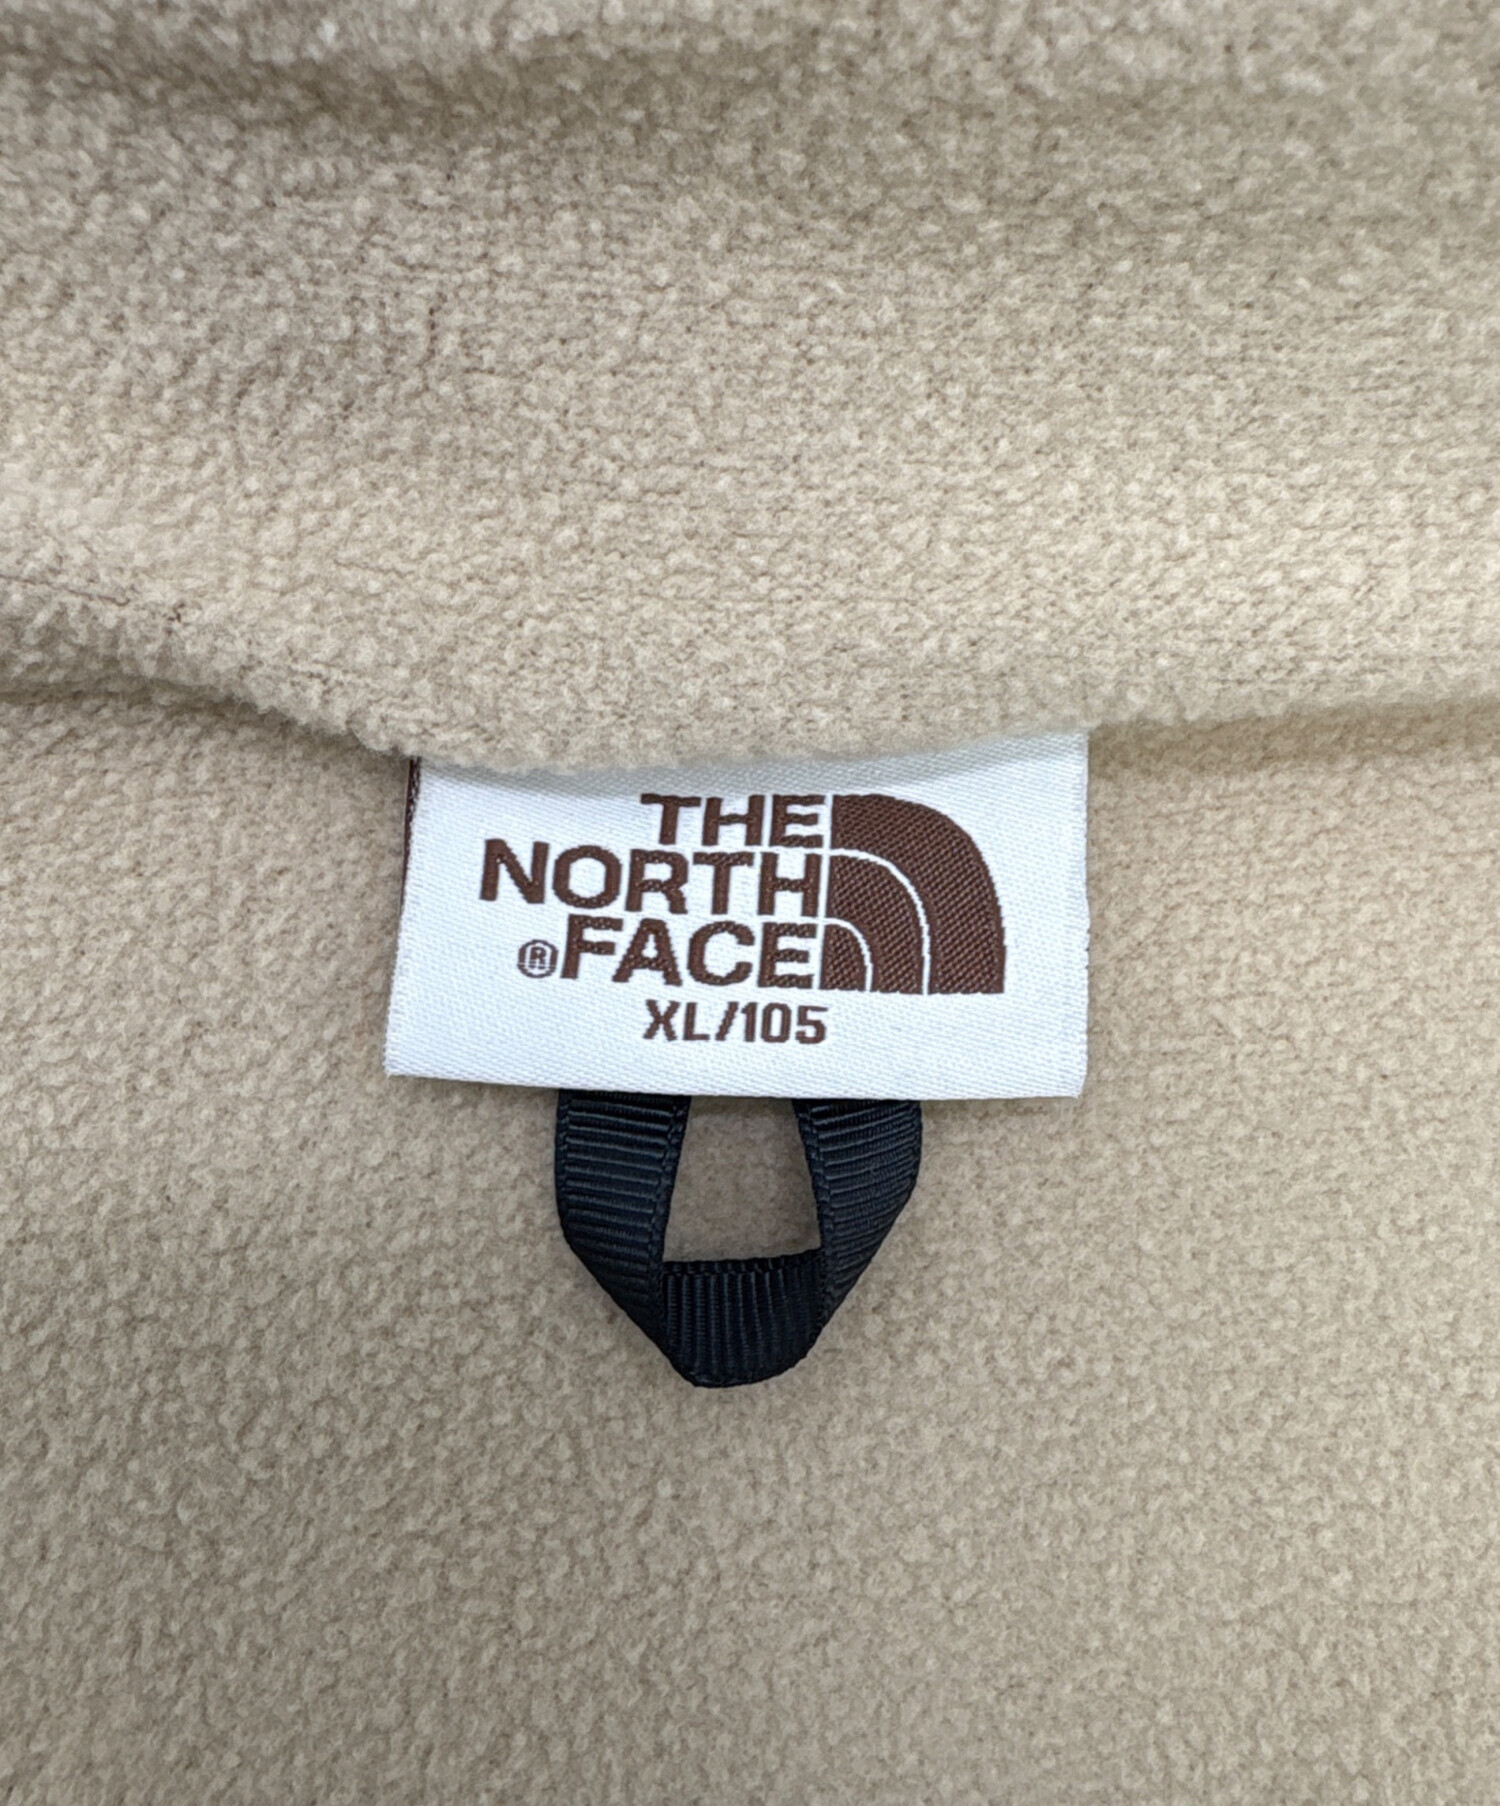 THE
NORTH
®FACE
XL/105